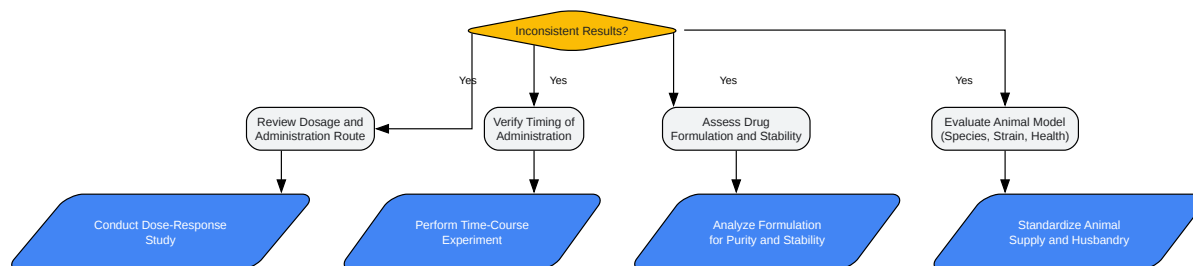 Inconsistent Results?
Yes
Yes
Yes
Yes
Review Dosage and
Administration Route
Verify Timing of
Administration
Assess Drug
Formulation and Stability
Evaluate Animal Model
(Species, Strain, Health)
Conduct Dose-Response
Study
Perform Time-Course
Experiment
Analyze Formulation
for Purity and Stability
Standardize Animal
Supply and Husbandry